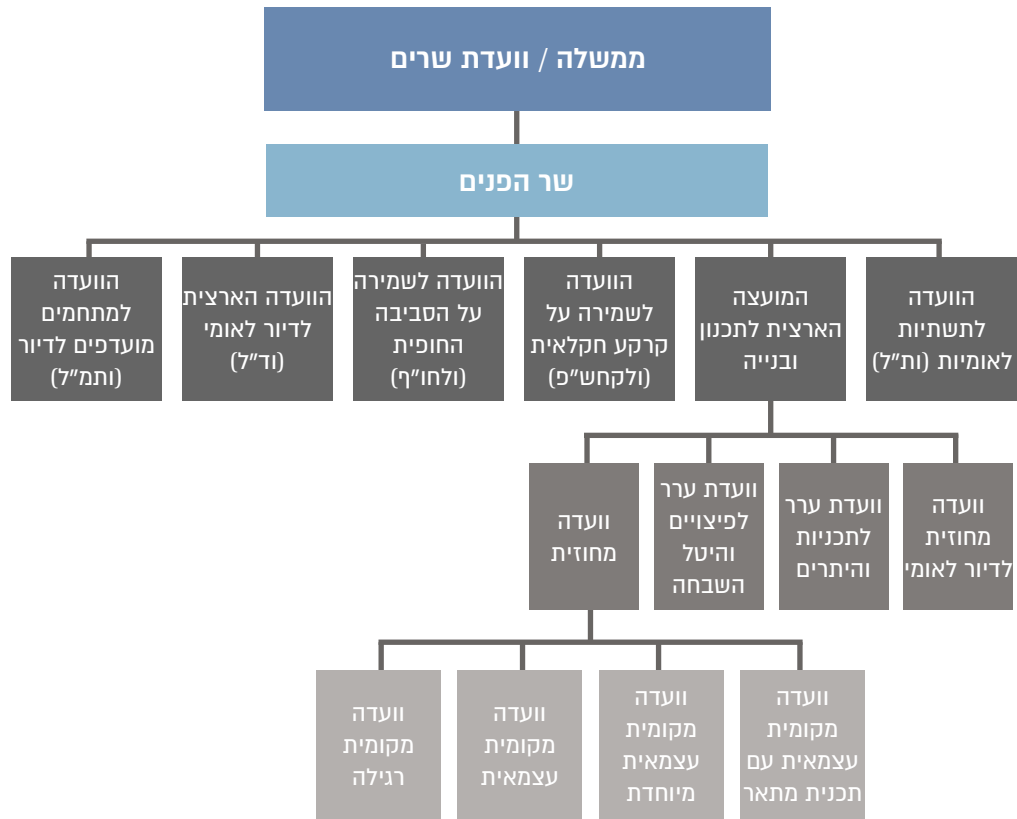 ממשלה / וועדת שרים
שר הפנים
הוועדה
לתשתיות
לאומיות (ות"ל)
המועצה
הארצית לתכנון
ובנייה
הוועדה
לשמירה על
קרקע חקלאית
(ולקחש"פ)
הוועדה לשמירה
על הסביבה
החופית
(ולחו"ף)
הוועדה הארצית
לדיור לאומי
(וד"ל)
הוועדה
למתחמים
מועדפים לדיור
(ותמ"ל)
וועדה
מחוזית
לדיור לאומי
וועדת ערר
לתכניות
והיתרים
וועדת ערר
לפיצויים
והיטל
השבחה
וועדה
מחוזית
וועדה
מקומית
עצמאית עם
תכנית מתאר
וועדה
מקומית
עצמאית
מיוחדת
וועדה
מקומית
עצמאית
וועדה
מקומית
רגילה